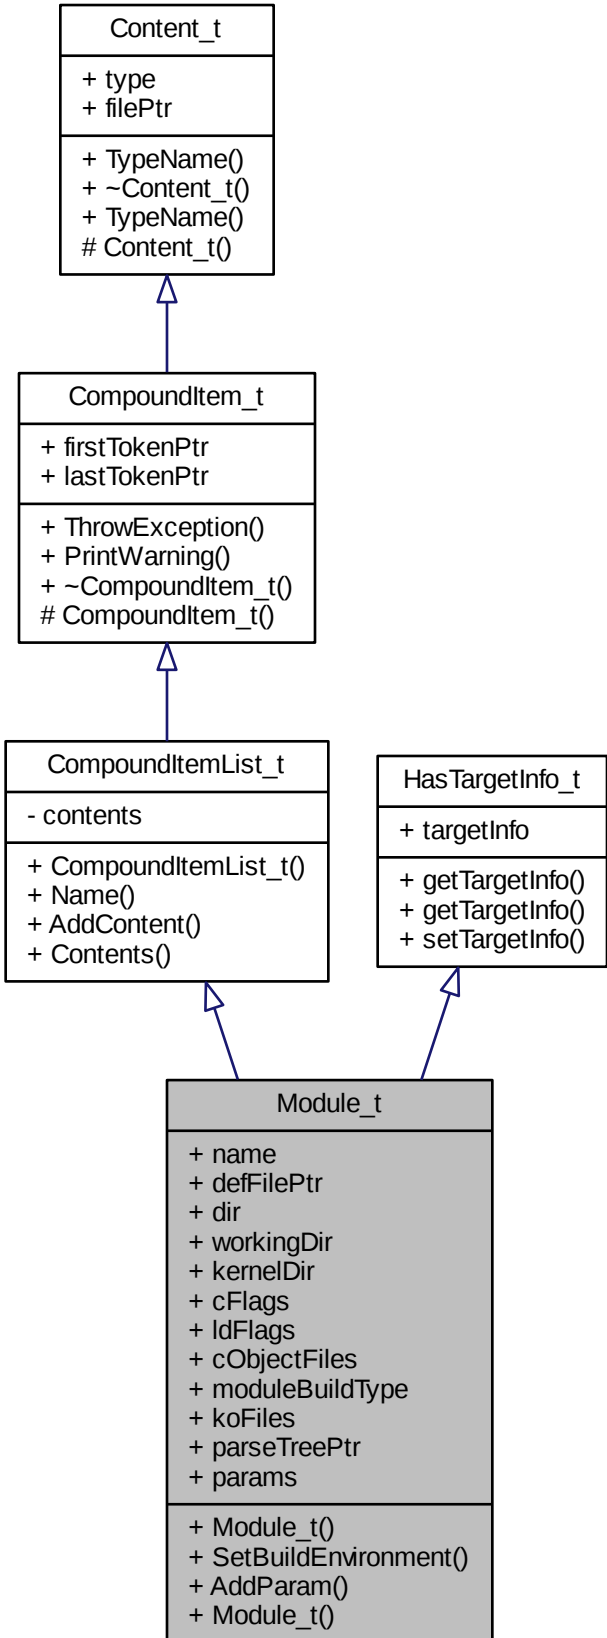 Content_t
+ type
+ filePtr
+ TypeName()
+ ~Content_t()
+ TypeName()
# Content_t()
CompoundItem_t
+ firstTokenPtr
+ lastTokenPtr
+ ThrowException()
+ PrintWarning()
+ ~CompoundItem_t()
# CompoundItem_t()
CompoundItemList_t
- contents
+ CompoundItemList_t()
+ Name()
+ AddContent()
+ Contents()
HasTargetInfo_t
+ targetInfo
+ getTargetInfo()
+ getTargetInfo()
+ setTargetInfo()
Module_t
+ name
+ defFilePtr
+ dir
+ workingDir
+ kernelDir
+ cFlags
+ ldFlags
+ cObjectFiles
+ moduleBuildType
+ koFiles
+ parseTreePtr
+ params
+ Module_t()
+ SetBuildEnvironment()
+ AddParam()
+ Module_t()